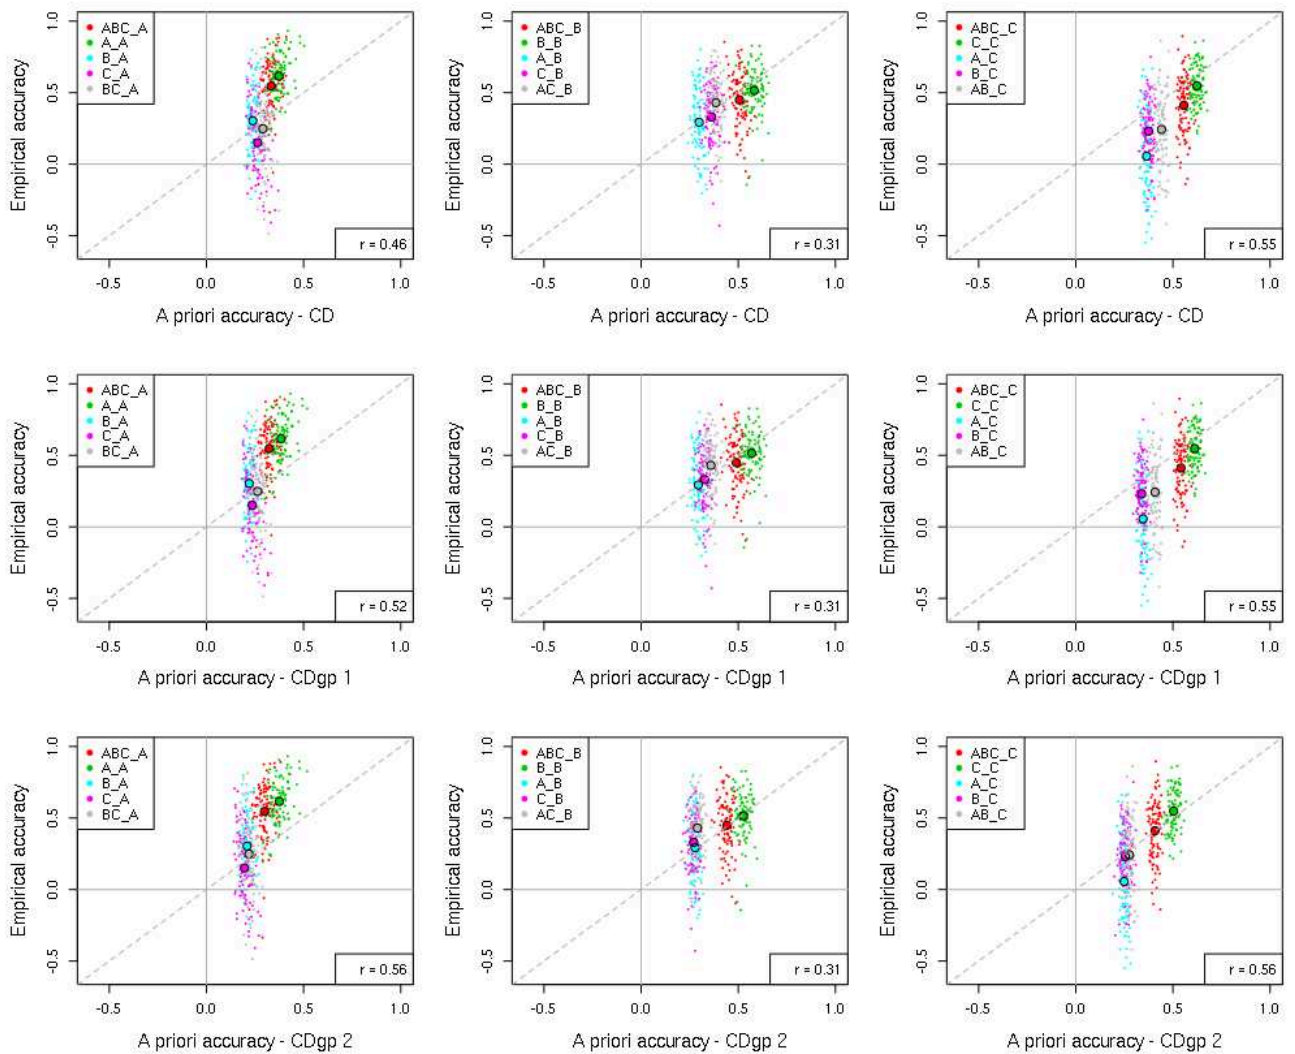 1.0
0.5
0.0
-0.5
Empirical accuracy
ABC_A
A_A
B_A
C_A
BC_A
r = 0.46
-0.5 0.0 0.5 1.0
A priori accuracy - CD
1.0
0.5
0.0
-0.5
Empirical accuracy
ABC_B
B_B
A_B
C_B
AC_B
r = 0.31
-0.5 0.0 0.5 1.0
A priori accuracy - CD
1.0
0.5
0.0
-0.5
Empirical accuracy
ABC_C
C_C
A_C
B_C
AB_C
r = 0.55
-0.5 0.0 0.5 1.0
A priori accuracy - CD
1.0
0.5
0.0
-0.5
Empirical accuracy
ABC_A
A_A
B_A
C_A
BC_A
r = 0.52
-0.5 0.0 0.5 1.0
A priori accuracy - CDgp 1
1.0
0.5
0.0
-0.5
Empirical accuracy
ABC_B
B_B
A_B
C_B
AC_B
r = 0.31
-0.5 0.0 0.5 1.0
A priori accuracy - CDgp 1
1.0
0.5
0.0
-0.5
Empirical accuracy
ABC_C
C_C
A_C
B_C
AB_C
r = 0.55
-0.5 0.0 0.5 1.0
A priori accuracy - CDgp 1
1.0
0.5
0.0
-0.5
Empirical accuracy
ABC_A
A_A
B_A
C_A
BC_A
r = 0.56
-0.5 0.0 0.5 1.0
A priori accuracy - CDgp 2
1.0
0.5
0.0
-0.5
Empirical accuracy
ABC_B
B_B
A_B
C_B
AC_B
r = 0.31
-0.5 0.0 0.5 1.0
A priori accuracy - CDgp 2
1.0
0.5
0.0
-0.5
Empirical accuracy
ABC_C
C_C
A_C
B_C
AB_C
r = 0.56
-0.5 0.0 0.5 1.0
A priori accuracy - CDgp 2